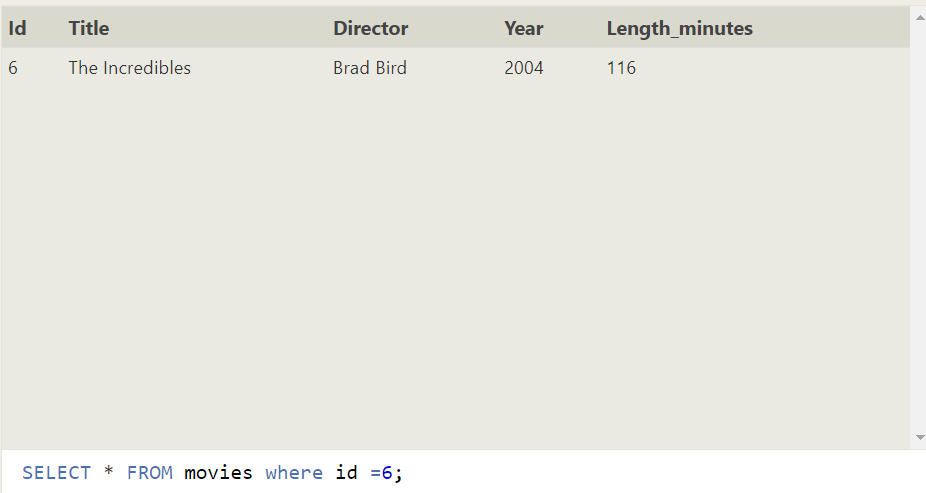 Id Title Director Year Length_minutes
6 The Incredibles Brad Bird 2004 116
SELECT * FROM movies where id =6;